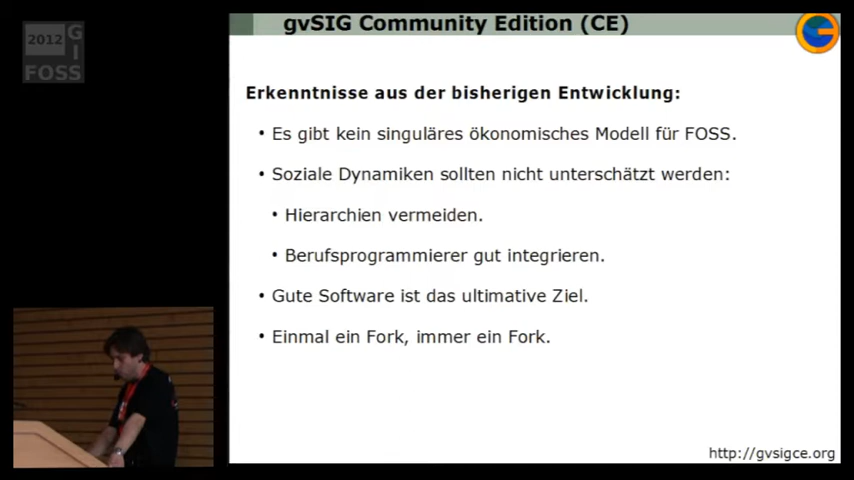 2012
G
I
FOSS
gvSIG Community Edition (CE)
Erkenntnisse aus der bisherigen Entwicklung:
• Es gibt kein singuläres ökonomisches Modell für FOSS.
• Soziale Dynamiken sollten nicht unterschätzt werden:
• Hierarchien vermeiden.
• Berufsprogrammierer gut integrieren.
• Gute Software ist das ultimative Ziel.
• Einmal ein Fork, immer ein Fork.
http://gvsigce.org